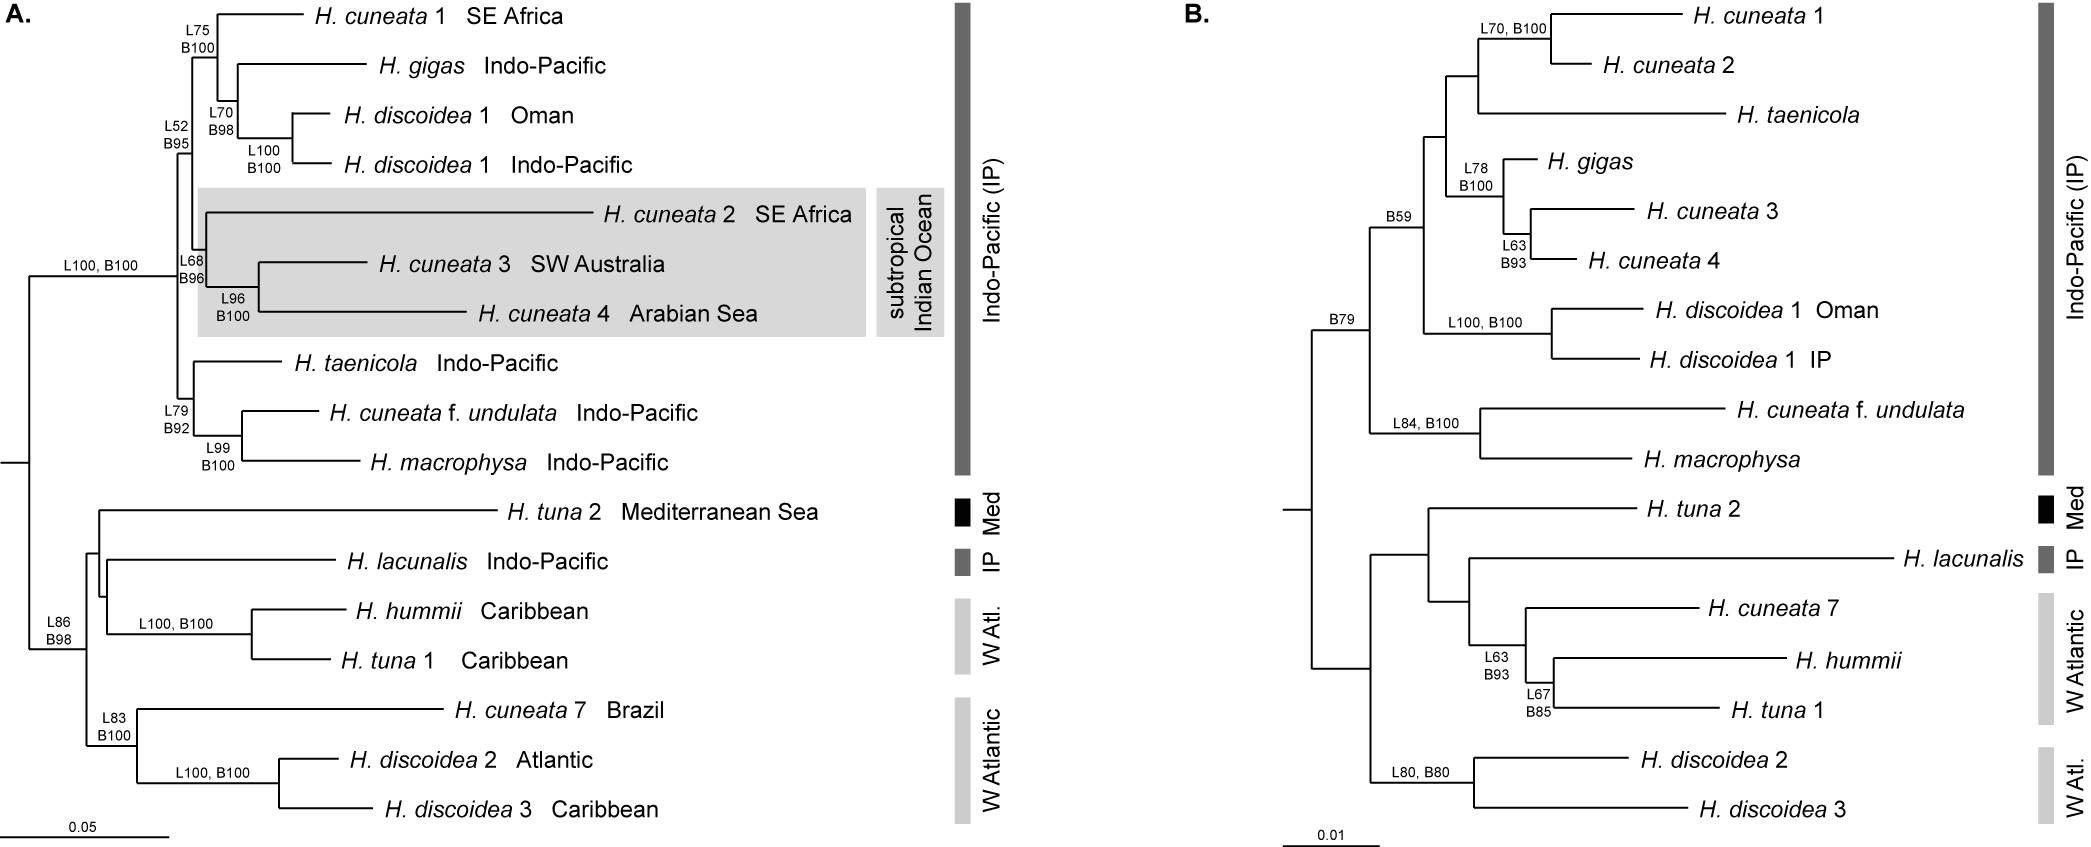 A.
H. cuneata 1 SE Africa
L75
B100
H. gigas Indo-Pacific
L70
B98
H. discoidea 1 Oman
L52
B95
L100
B100
H. discoidea 1 Indo-Pacific
H. cuneata 2 SE Africa
L68
B96
H. cuneata 3 SW Australia
L100, B100
L96
B100
H. cuneata 4 Arabian Sea
subtropical
Indian Ocean
Indo-Pacific (IP)
H. taenicola Indo-Pacific
L79
B92
H. cuneata f. undulata Indo-Pacific
L99
B100
H. macrophysa Indo-Pacific
H. tuna 2 Mediterranean Sea
Med
H. lacunalis Indo-Pacific
IP
H. hummii Caribbean
L100, B100
L86
B98
H. tuna 1 Caribbean
W Atl.
H. cuneata 7 Brazil
L83
B100
H. discoidea 2 Atlantic
L100, B100
H. discoidea 3 Caribbean
W Atlantic
0.05
B.
H. cuneata 1
L70, B100
H. cuneata 2
H. taenicola
H. gigas
L78
B100
H. cuneata 3
B59
L63
B93
H. cuneata 4
H. discoidea 1 Oman
B79
L100, B100
H. discoidea 1 IP
H. cuneata f. undulata
L84, B100
H. macrophysa
Indo-Pacific (IP)
H. tuna 2
Med
H. lacunalis
IP
H. cuneata 7
L63
B93
H. hummii
L67
B85
H. tuna 1
W Atlantic
H. discoidea 2
L80, B80
H. discoidea 3
W Atl.
0.01